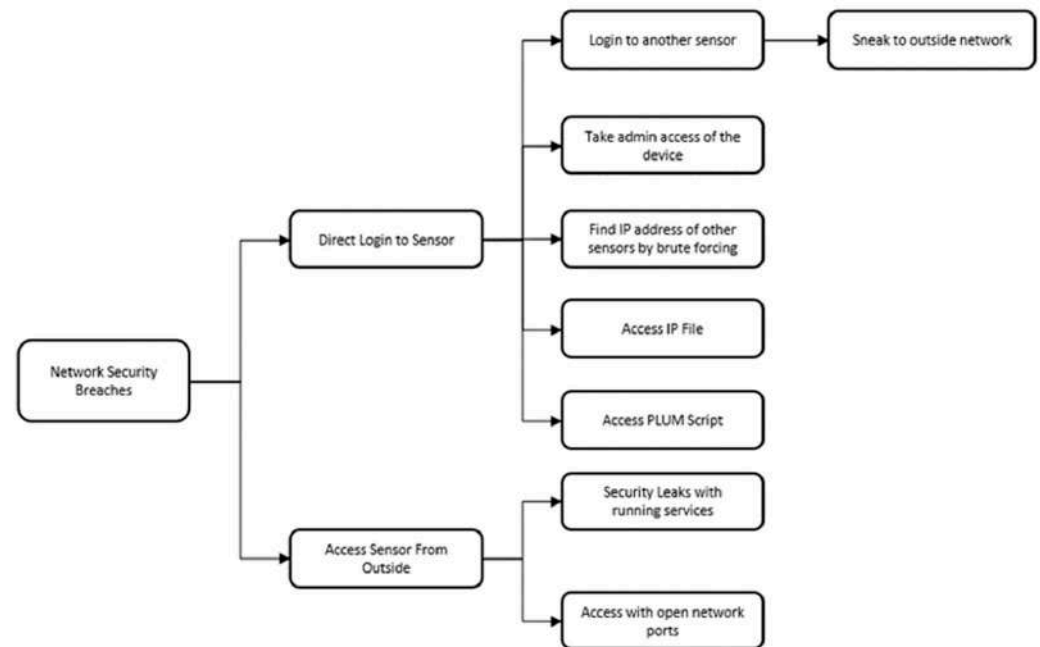 Login to another sensor
Sneak to outside network
Take admin access of the
device
Direct Login to Sensor
Find IP address of other
sensors by brute forcing
Access IP File
Network Security
Breaches
Access PLUM Script
Security Leaks with
running services
Access Sensor From
Outside
Access with open network
ports